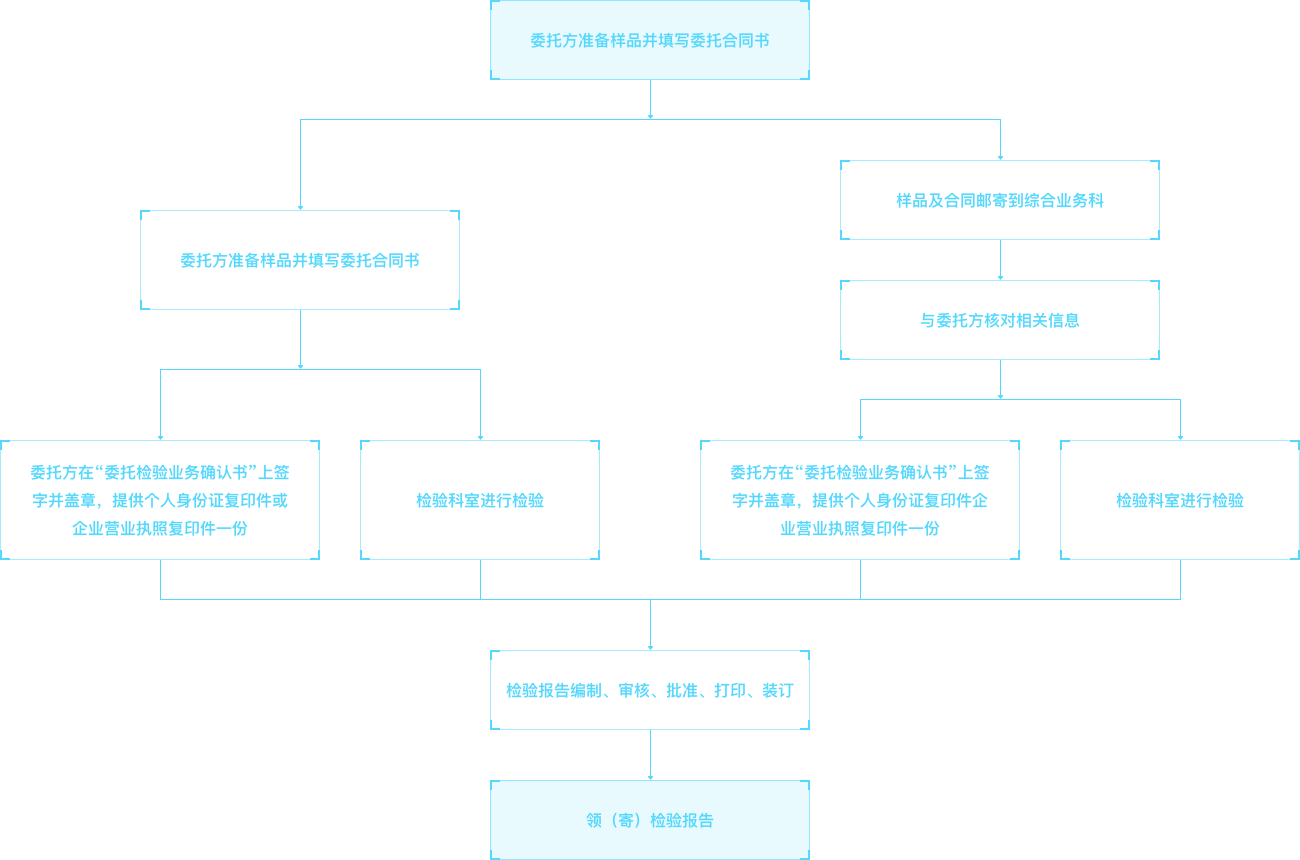 委托方准备样品并填写委托合同书
样品及合同邮寄到综合业务科
委托方准备样品并填写委托合同书
与委托方核对相关信息
委托方在“委托检验业务确认书”上签
字并盖章，提供个人身份证复印件或
企业营业执照复印件一份
检验科室进行检验
委托方在“委托检验业务确认书”上签
字并盖章，提供个人身份证复印件企
业营业执照复印件一份
检验科室进行检验
检验报告编制、审核、批准、打印、装订
领（寄）检验报告